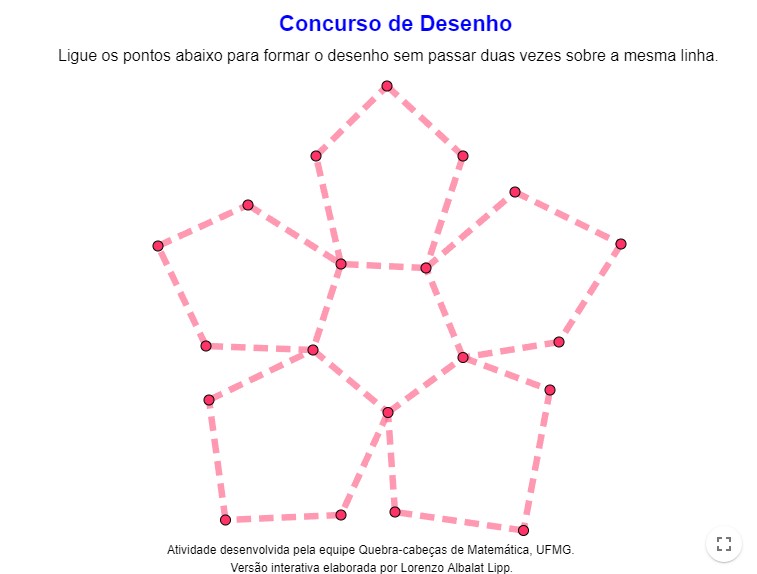 Concurso de Desenho
Ligue os pontos abaixo para formar o desenho sem passar duas vezes sobre a mesma linha.
Atividade desenvolvida pela equipe Quebra-cabeças de Matemática, UFMG.
Versão interativa elaborada por Lorenzo Albalat Lipp.